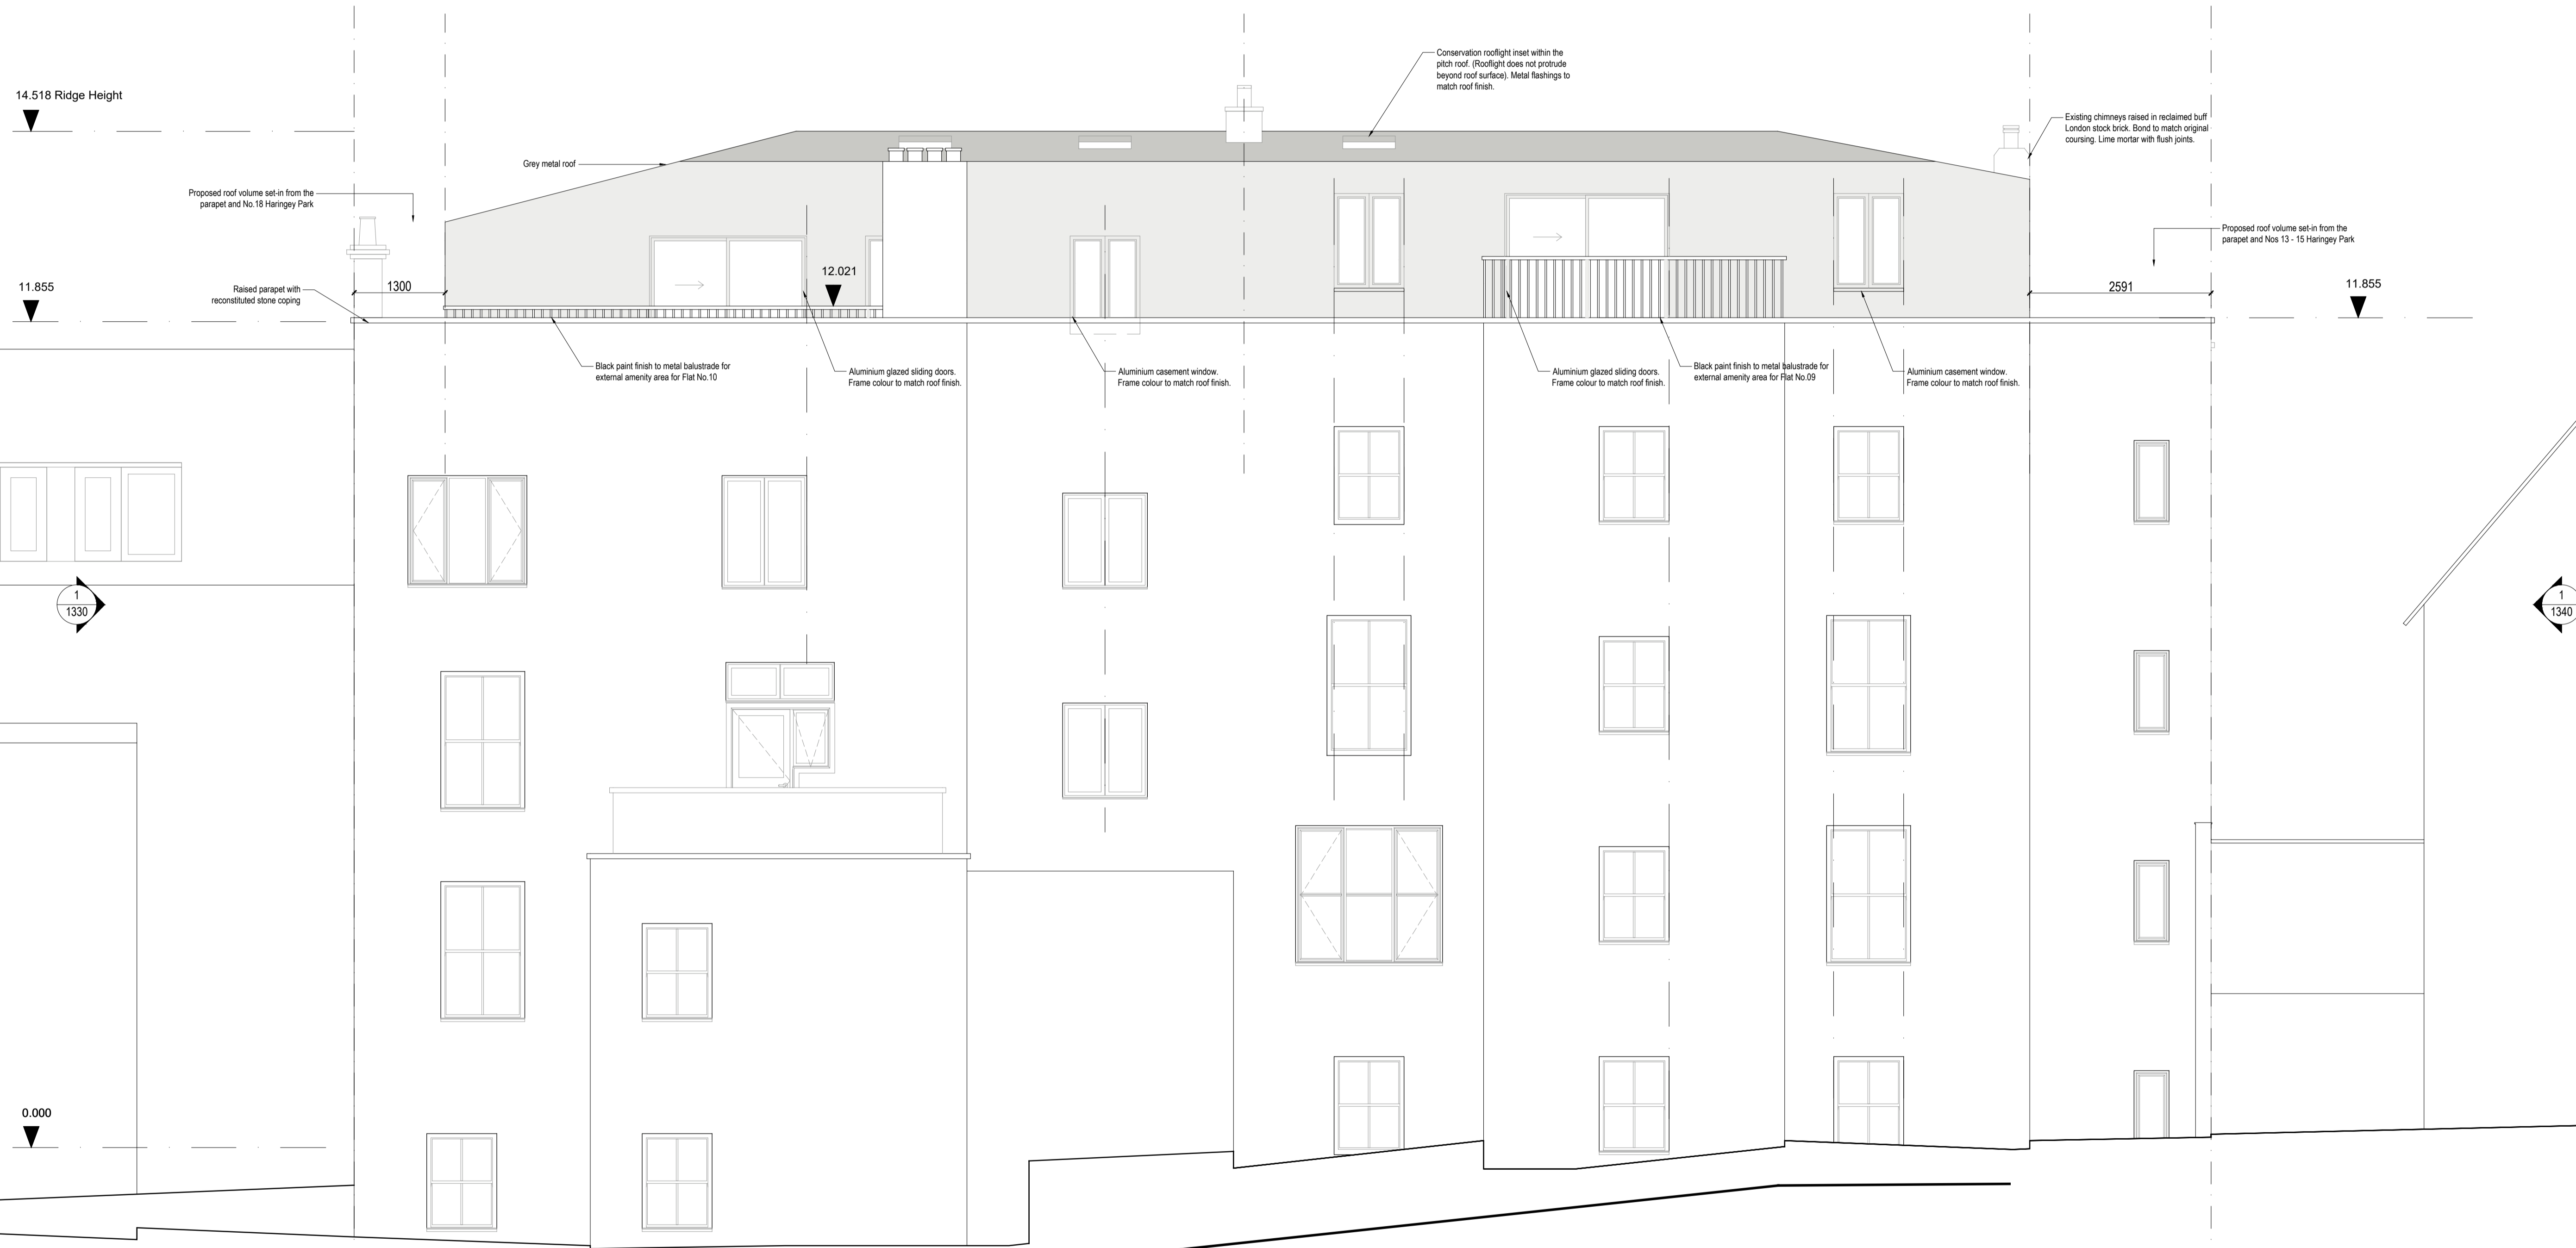 Conservation rooflight inset within the
pitch roof. (Rooflight does not protrude
beyond roof surface). Metal flashings to
match roof finish.
14.518 Ridge Height
Existing chimneys raised in reclaimed buff
London stock brick. Bond to match original
coursing. Lime mortar with flush joints.
Grey metal roof
Proposed roof volume set-in from the
parapet and No.18 Haringey Park
Proposed roof volume set-in from the
parapet and Nos 13 - 15 Haringey Park
12.021
11.855
Raised parapet with
reconstituted stone coping
1300
2591
11.855
Black paint finish to metal balustrade for
external amenity area for Flat No.10
Aluminium glazed sliding doors.
Frame colour to match roof finish.
Aluminium casement window.
Frame colour to match roof finish.
Aluminium glazed sliding doors.
Frame colour to match roof finish.
Black paint finish to metal balustrade for
external amenity area for Flat No.09
Aluminium casement window.
Frame colour to match roof finish.
1
1330
1
1340
0.000